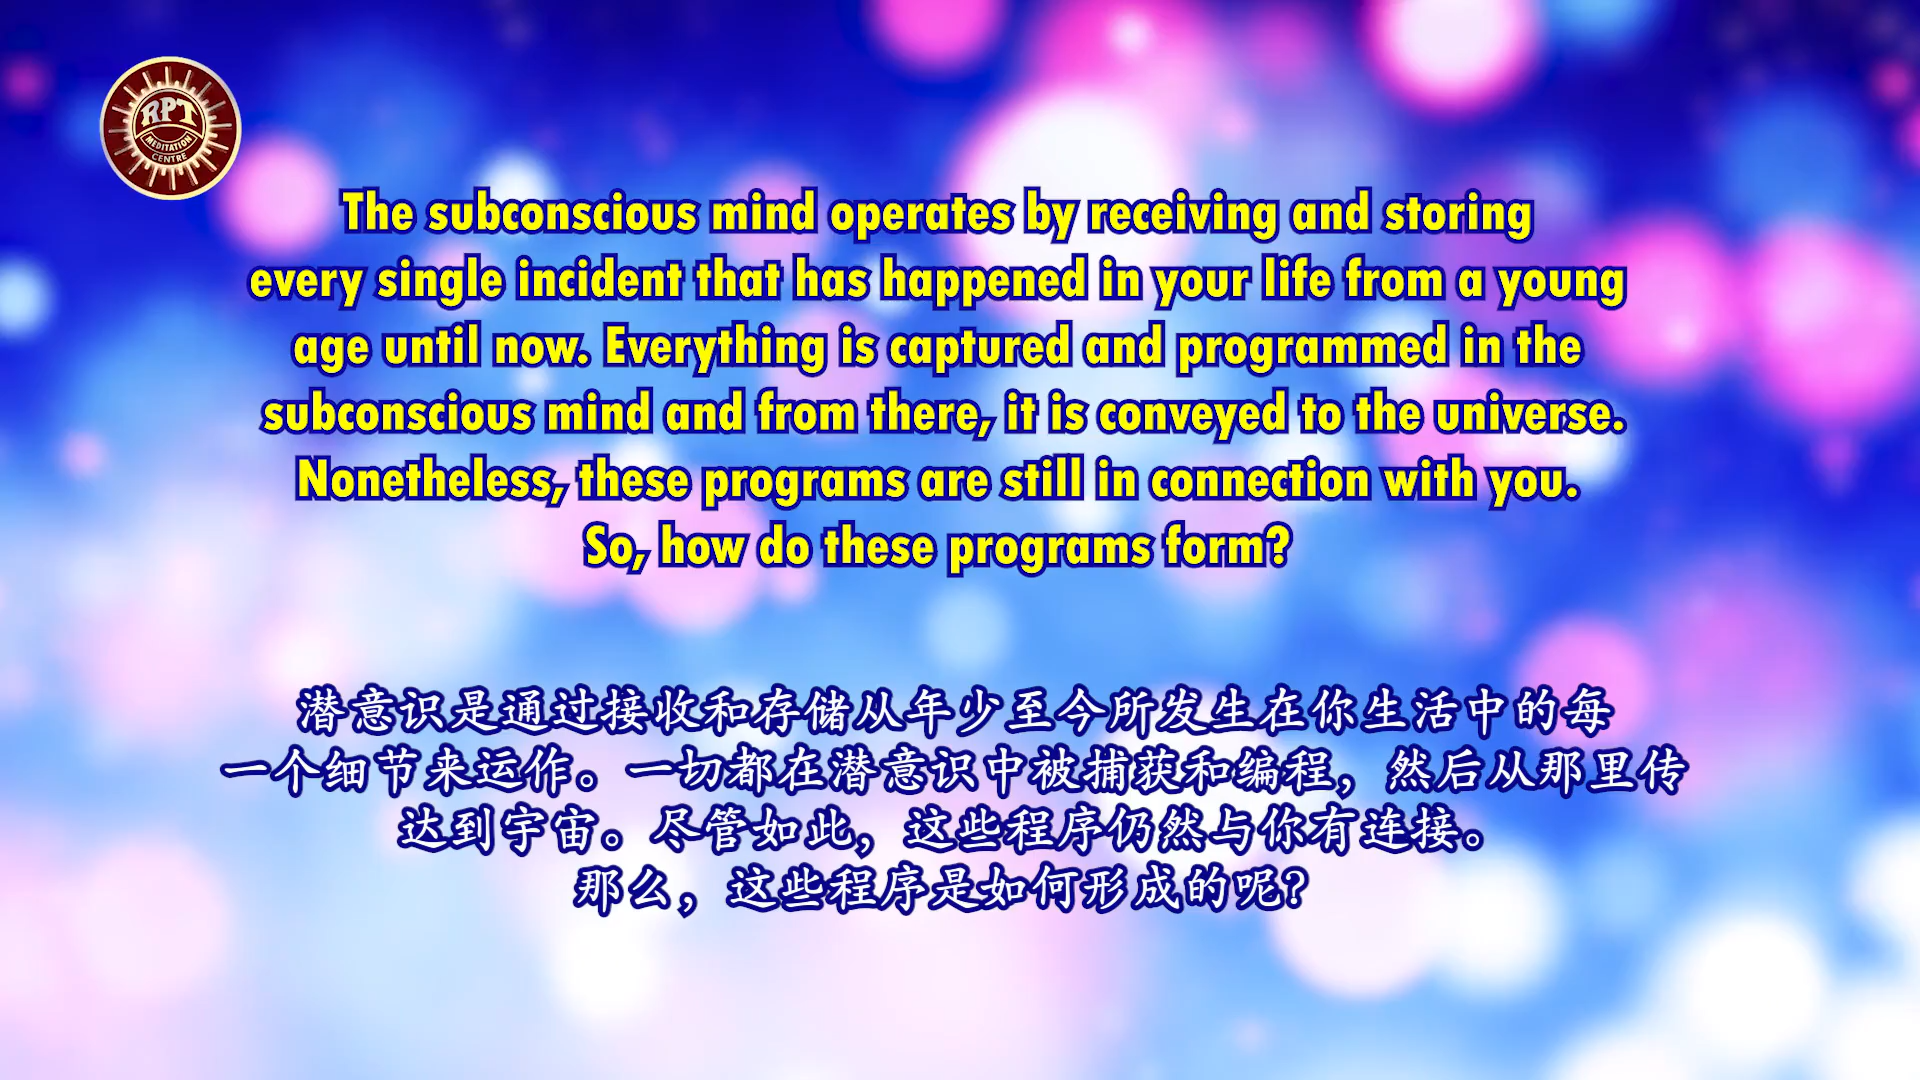 RPT
MEDITATION
CENTRE
The subconscious mind operates by receiving and storing
every single incident that has happened in your life from a young
age until now. Everything is captured and programmed in the
subconscious mind and from there, it is conveyed to the universe.
Nonetheless, these programs are still in connection with you.
So, how do these programs form?
潜意识是通过接收和存储从年少至今所发生在你生活中的每
一个细节来运作。一切都在潜意识中被捕获和编程，然后从那里传
达到宇宙。尽管如此，这些程序仍然与你有连接。
那么，这些程序是如何形成的呢？